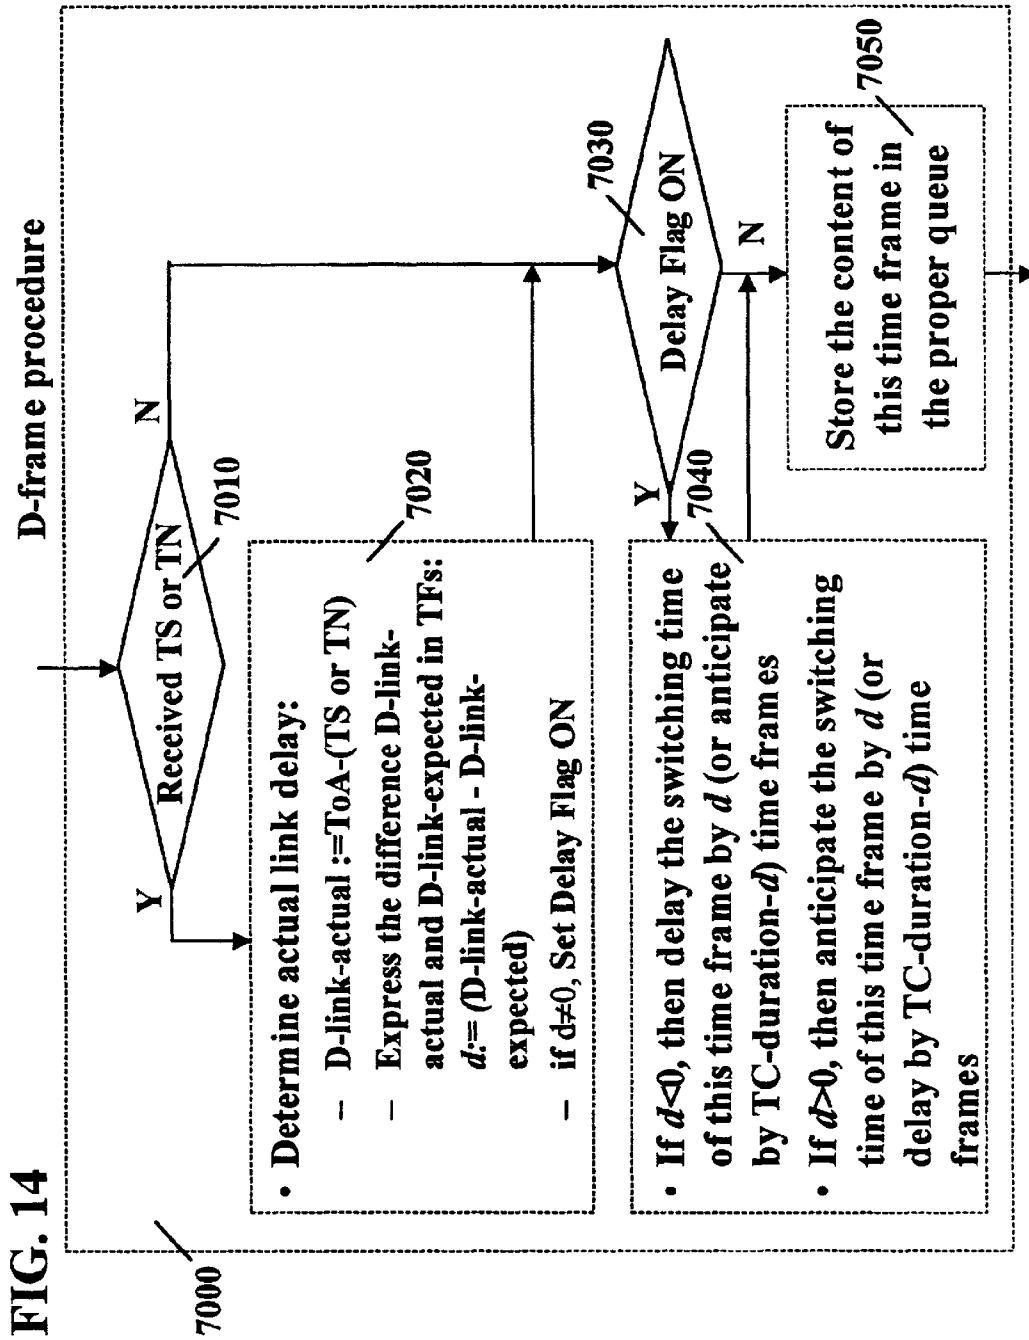 FIG. 14
D-frame procedure
7000
Received TS or TN
7010
Y
N
• Determine actual link delay:
– D-link-actual :=ToA-(TS or TN)
– Express the difference D-link-
actual and D-link-expected in TFs:
d:= (D-link-actual - D-link-
expected)
– if d≠0, Set Delay Flag ON
7020
Delay Flag ON
7030
Y
N
• If d<0, then delay the switching time
of this time frame by d (or anticipate
by TC-duration-d) time frames
• If d>0, then anticipate the switching
time of this time frame by d (or
delay by TC-duration-d) time
frames
7040
Store the content of
this time frame in
the proper queue
7050